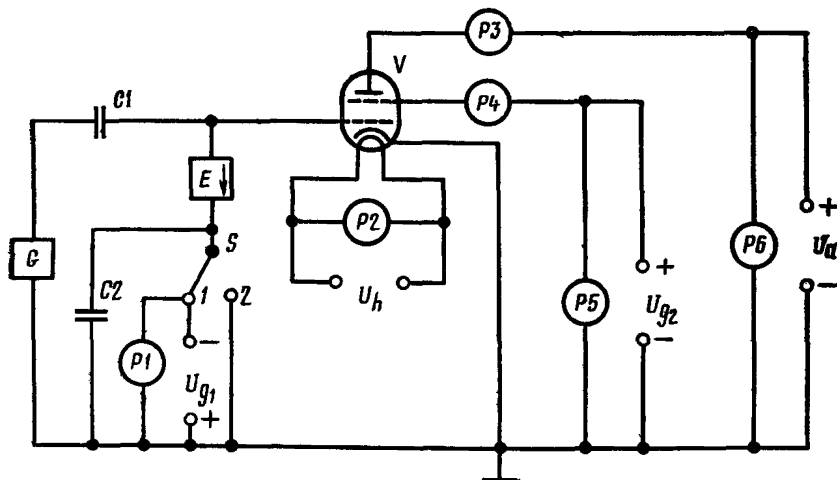 P3
V
C1
P4
E
P2
G
S
P6
+
Ua
−
C2
1
2
Uh
P5
+
Ug2
−
P1
−
Ug1
+